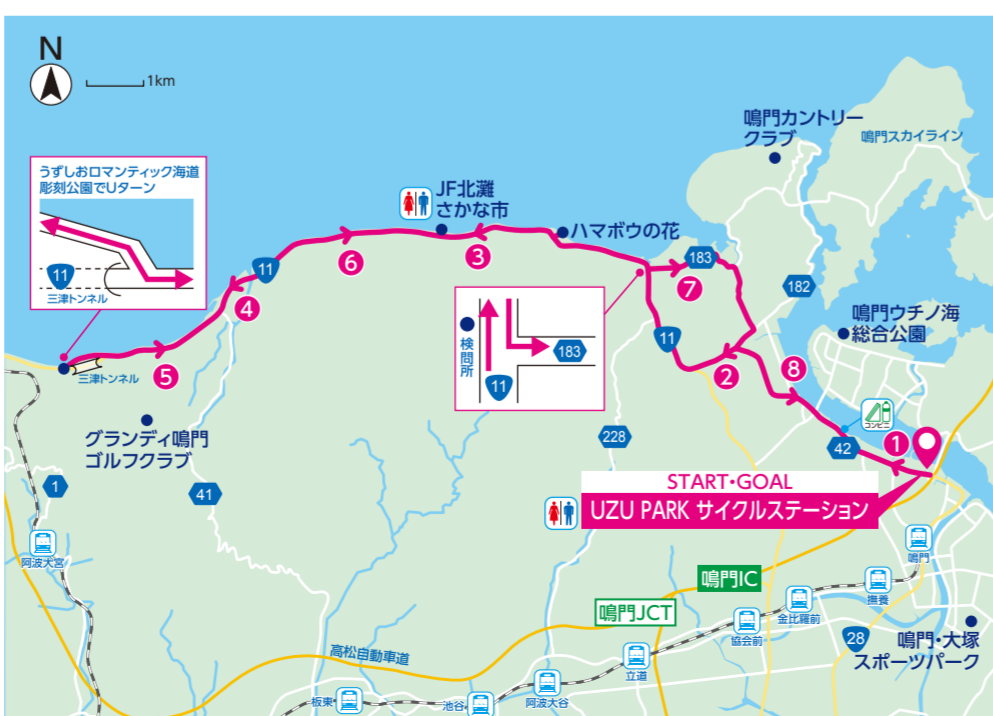 N
1km
うずしおロマンティック海道
彫刻公園でUターン
11
三津トンネル
鳴門カントリー
クラブ
鳴門スカイライン
JF北灘
さかな市
ハマボウの花
3
6
11
4
7
183
182
鳴門ウチノ海
総合公園
検問所
183
11
11
2
8
三津トンネル
5
コンビニ
グランディ鳴門
ゴルフクラブ
228
42
1
1
41
START・GOAL
UZU PARK サイクルステーション
阿波大宮
鳴門
鳴門IC
撫養
鳴門JCT
金比羅前
協会前
28
鳴門・大塚
スポーツパーク
高松自動車道
立道
板東
池谷
阿波大谷